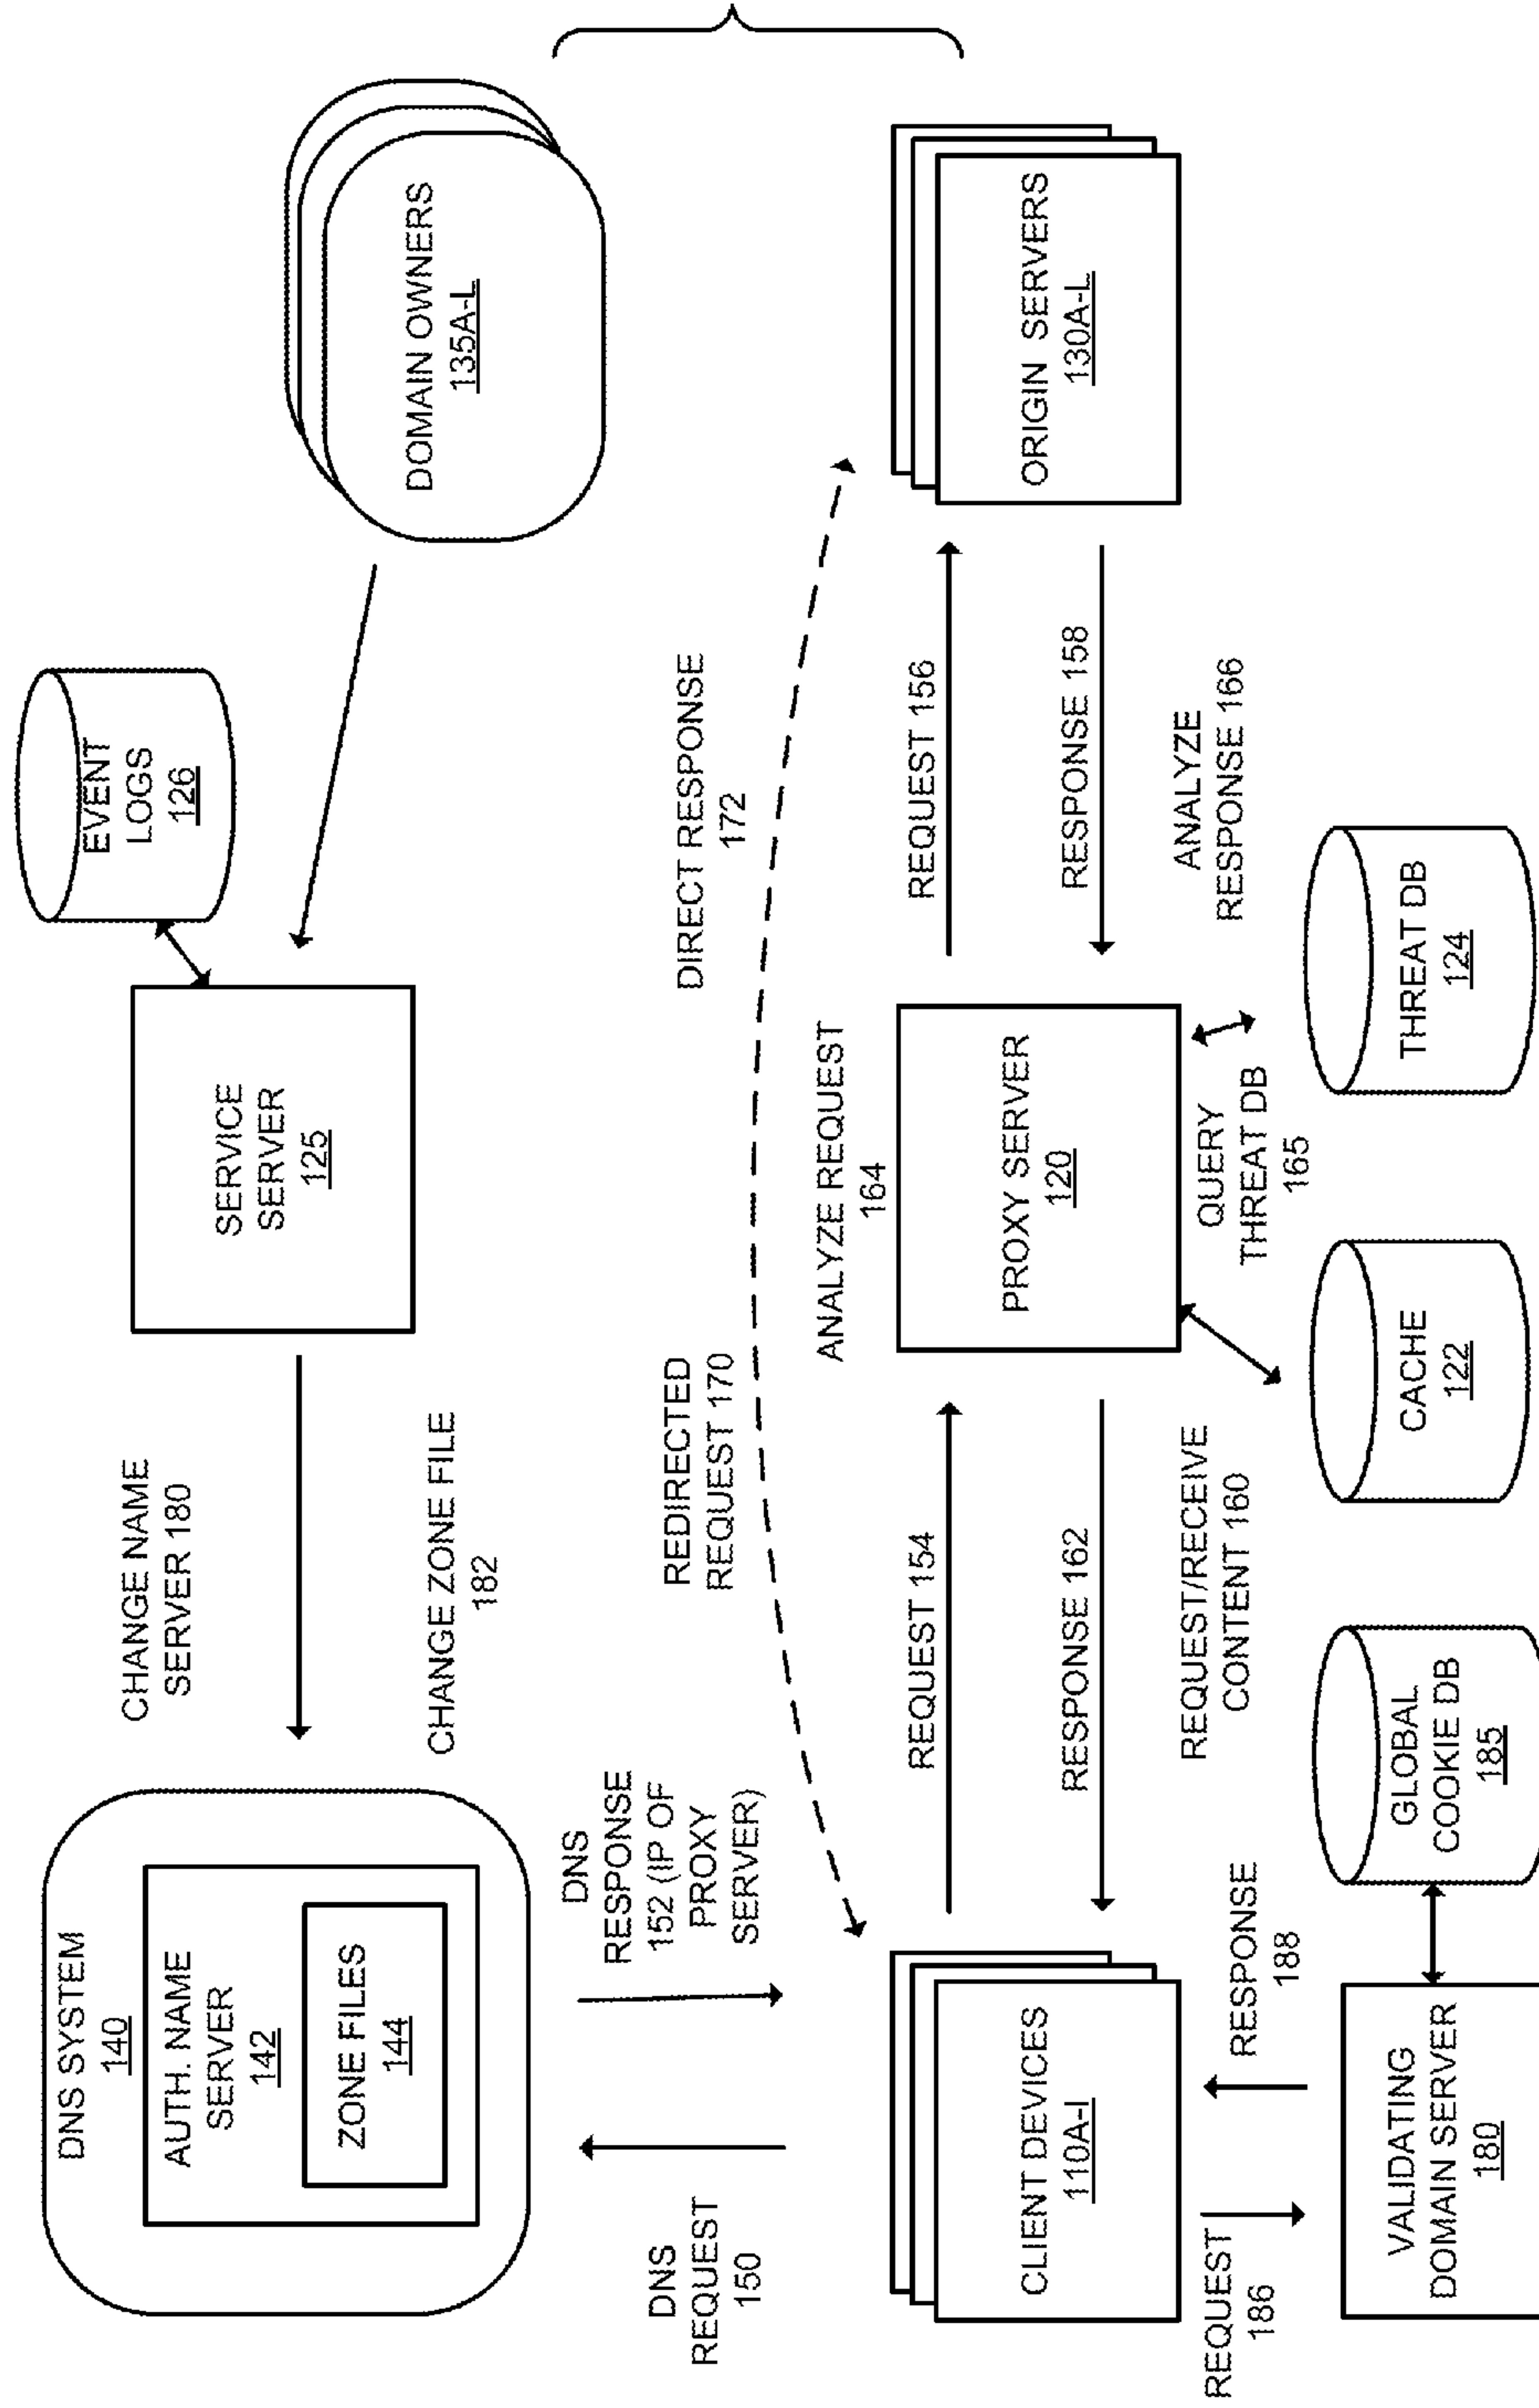 DNS SYSTEM
140
AUTH. NAME
SERVER
142
ZONE FILES
144
CHANGE NAME
SERVER 180
CHANGE ZONE FILE
182
SERVICE
SERVER
125
EVENT
LOGS
126
DOMAIN OWNERS
135A-L
DNS
REQUEST
150
DNS
RESPONSE
152 (IP OF
PROXY
SERVER)
REDIRECTED
REQUEST 170
DIRECT RESPONSE
172
CLIENT DEVICES
110A-I
REQUEST 154
RESPONSE 162
ANALYZE REQUEST
164
PROXY SERVER
120
REQUEST 156
RESPONSE 158
ANALYZE
RESPONSE 166
ORIGIN SERVERS
130A-L
REQUEST
186
RESPONSE
188
REQUEST/RECEIVE
CONTENT 160
QUERY
THREAT DB
165
VALIDATING
DOMAIN SERVER
180
GLOBAL
COOKIE DB
185
CACHE
122
THREAT DB
124